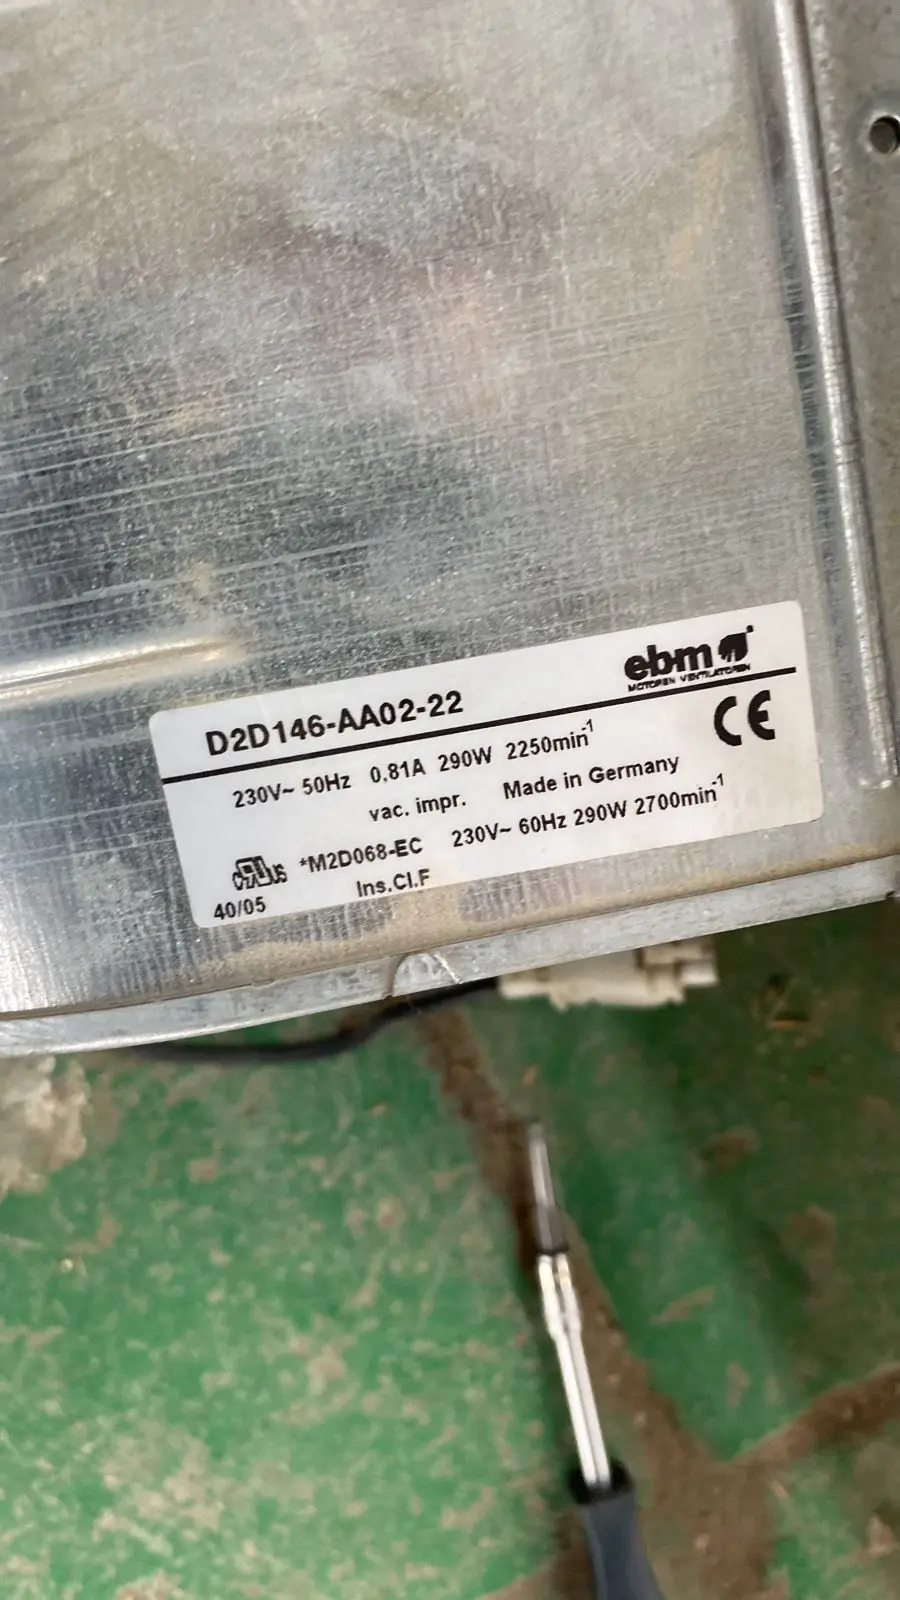 ebm
MOTOREN VENTILATOREN
D2D146-AA02-22
CE
230V~ 50Hz 0,81A 290W 2250min-1
vac. impr. Made in Germany
cRUus *M2D068-EC 230V~ 60Hz 290W 2700min-1
40/05 Ins.Cl.F